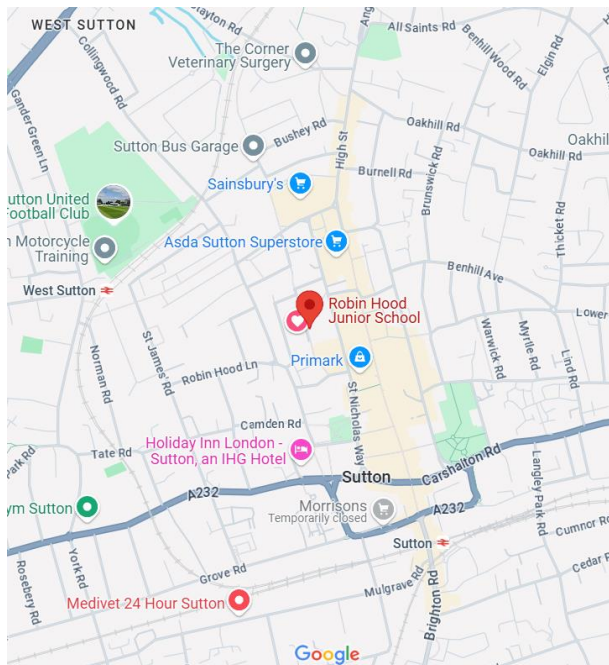 WEST SUTTON
Clayton Rd
Collingwood Rd
The Corner
Veterinary Surgery
All Saints Rd
Benhill Wood Rd
Elgin Rd
Gander Green Ln
Bushey Rd
Sutton Bus Garage
High St
Oakhill Rd
Oakhill Rd
Oakhill
Burnell Rd
Sainsbury's
Brunswick Rd
utton United
Football Club
Thicket Rd
n Motorcycle
Training
Asda Sutton Superstore
Benhill Ave
West Sutton
Robin Hood
Junior School
Lower
St James' Rd
Norman Rd
Warwick Rd
Myrtle Rd
Lind Rd
Primark
Robin Hood Ln
St Nicholas Way
Camden Rd
Holiday Inn London -
Sutton, an IHG Hotel
Park Rd
Tate Rd
Sutton
Carshalton Rd
Langley Park Rd
A232
ym Sutton
Morrisons
Temporarily closed
A232
Cumnor Rd
Sutton
York Rd
Rosebery Rd
Grove Rd
Mulgrave Rd
Cedar
Medivet 24 Hour Sutton
Brighton Rd
Google